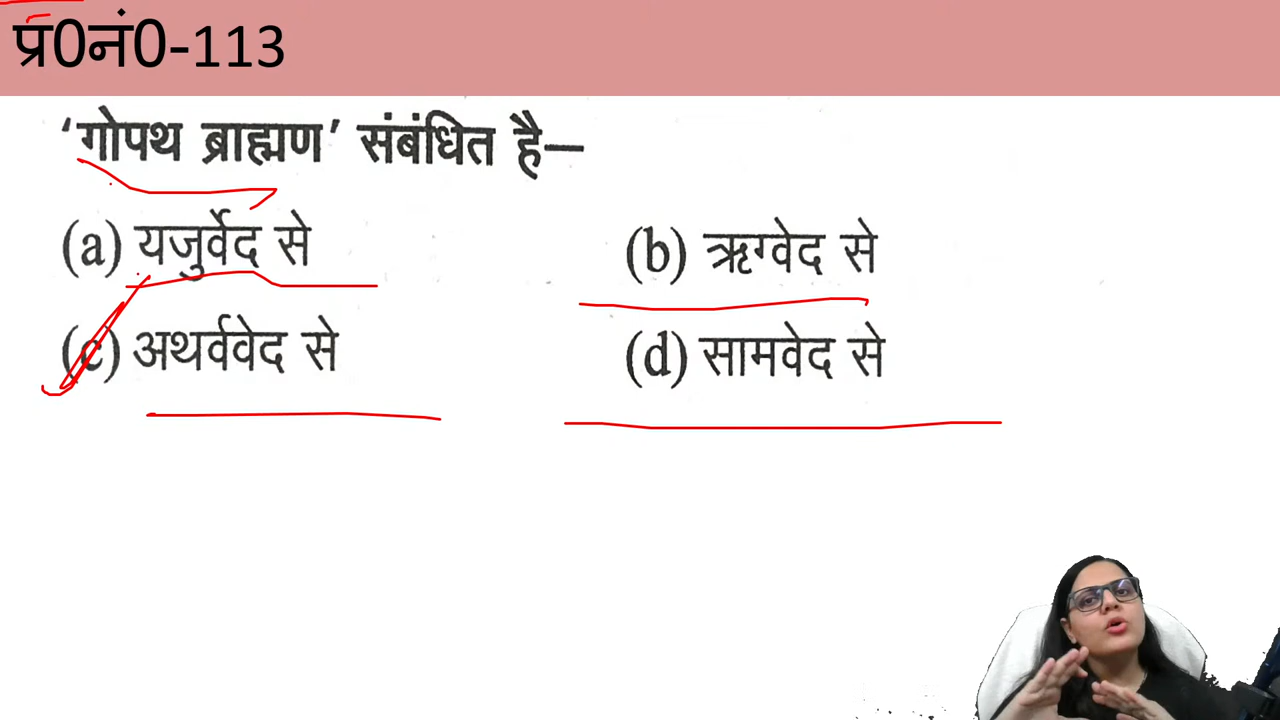 प्र0नं0-113
‘गोपथ ब्राह्मण’ संबंधित है—
(a) यजुर्वेद से (b) ऋग्वेद से
(c) अथर्ववेद से (d) सामवेद से